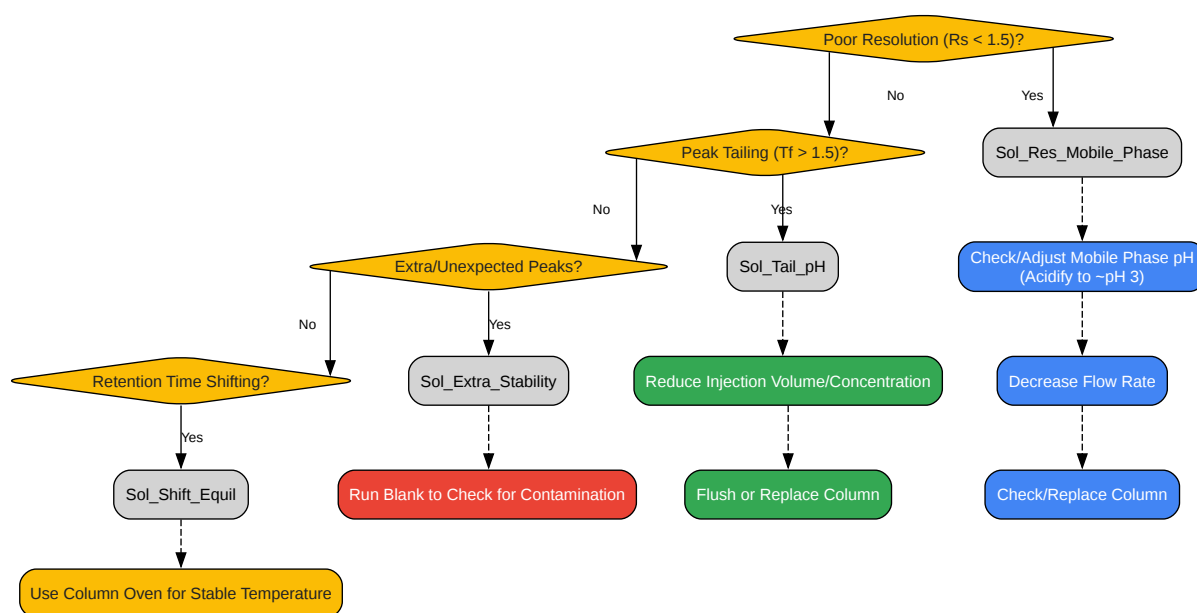 Poor Resolution (Rs < 1.5)?
No
Yes
Peak Tailing (Tf > 1.5)?
Sol_Res_Mobile_Phase
No
Yes
Extra/Unexpected Peaks?
Sol_Tail_pH
Check/Adjust Mobile Phase pH
(Acidify to ~pH 3)
No
Yes
Retention Time Shifting?
Sol_Extra_Stability
Reduce Injection Volume/Concentration
Decrease Flow Rate
Yes
Sol_Shift_Equil
Run Blank to Check for Contamination
Flush or Replace Column
Check/Replace Column
Use Column Oven for Stable Temperature